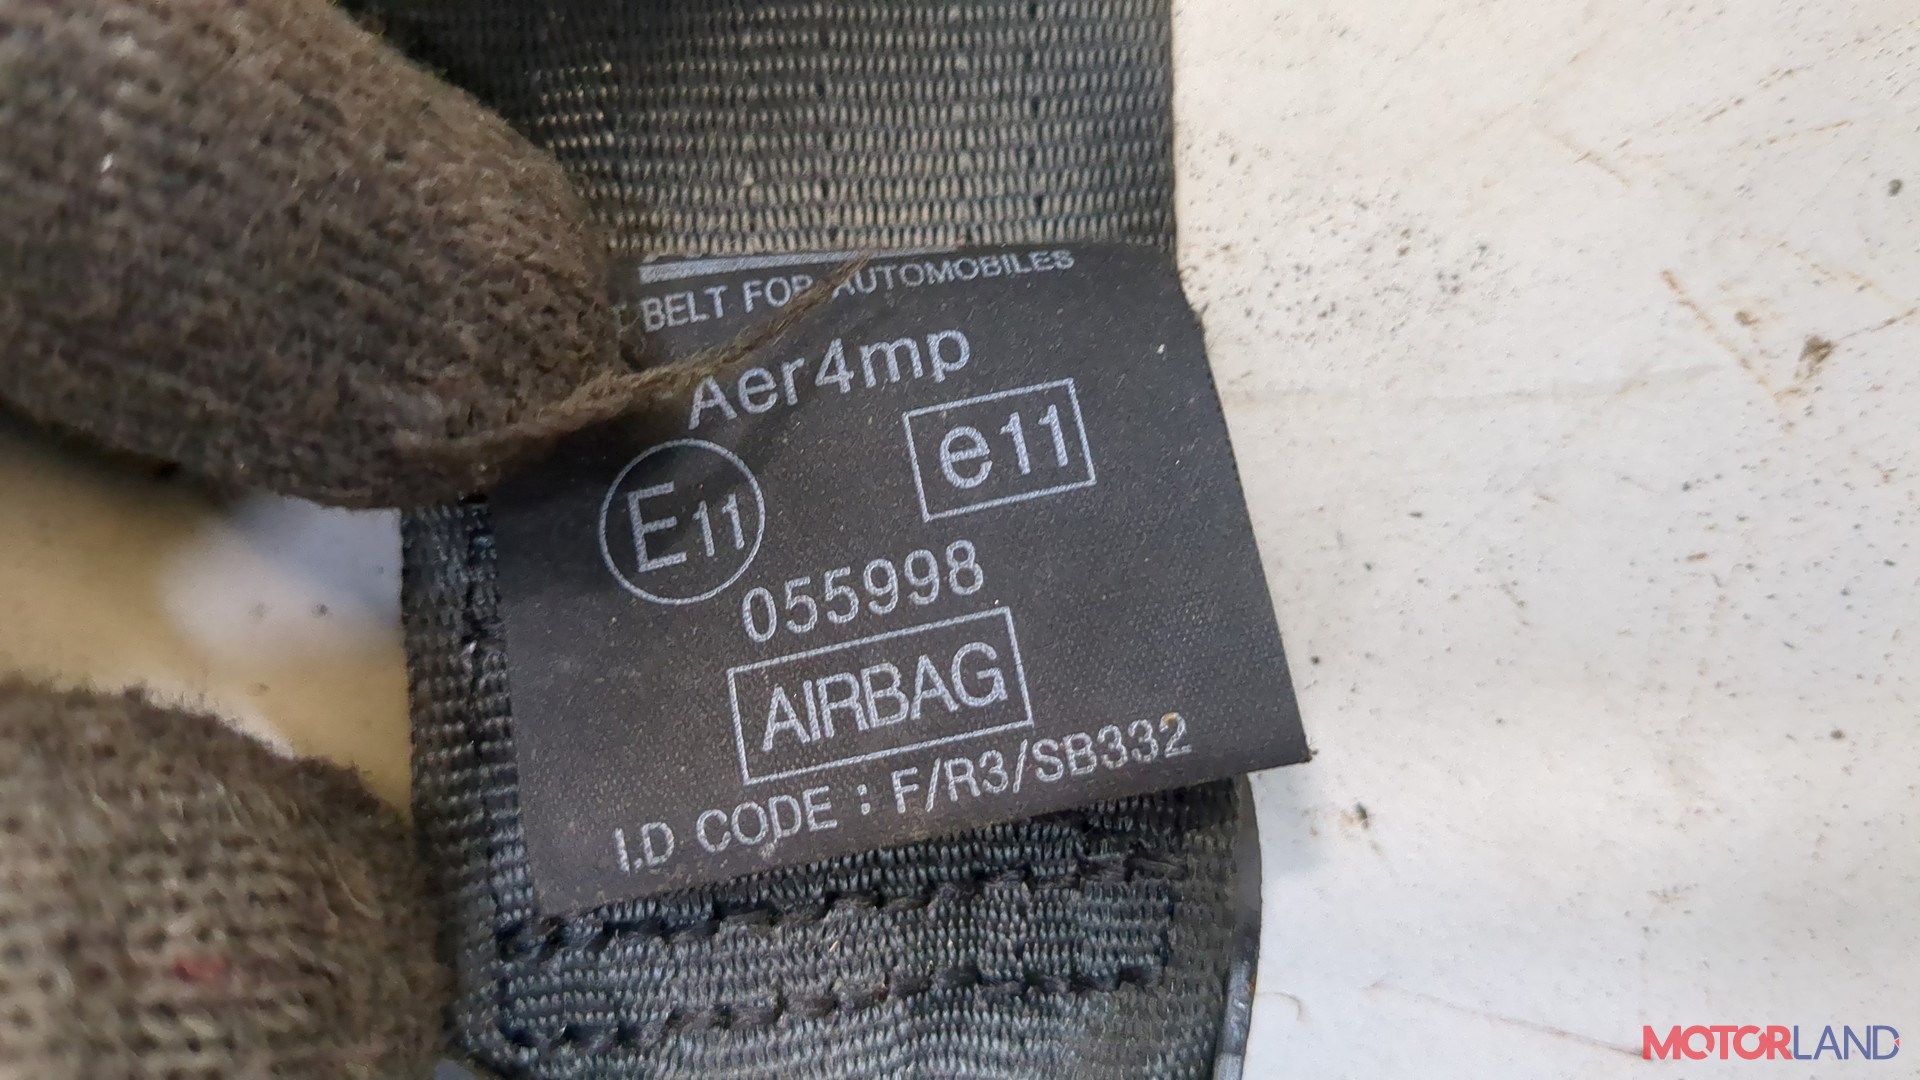 BELT FOR AUTOMOBILES
Aer4mp
E11 e11
055998
AIRBAG
I.D CODE : F/R3/SB332
MOTORLAND